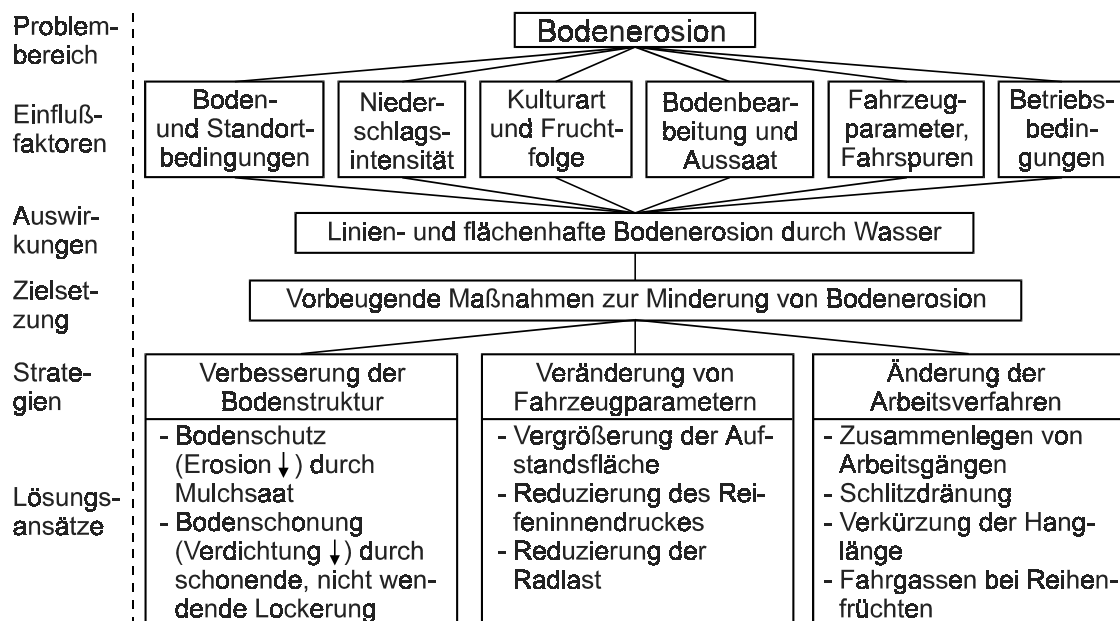 Problem-
bereich
Bodenerosion
Einfluß-
faktoren
Boden-
und Standort-
bedingungen
Nieder-
schlags-
intensität
Kulturart
und Frucht-
folge
Bodenbear-
beitung und
Aussaat
Fahrzeug-
parameter,
Fahrspuren
Betriebs-
bedin-
gungen
Auswir-
kungen
Linien- und flächenhafte Bodenerosion durch Wasser
Zielset-
zung
Vorbeugende Maßnahmen zur Minderung von Bodenerosion
Strate-
gien
Verbesserung der
Bodenstruktur
Veränderung von
Fahrzeugparametern
Änderung der
Arbeitsverfahren
Lösungs-
ansätze
- Bodenschutz
(Erosion ↓) durch
Mulchsaat
- Bodenschonung
(Verdichtung ↓) durch
schonende, nicht wen-
dende Lockerung
- Vergrößerung der Auf-
standsfläche
- Reduzierung des Rei-
feninnendruckes
- Reduzierung der
Radlast
- Zusammenlegen von
Arbeitsgängen
- Schlitzdränung
- Verkürzung der Hang-
länge
- Fahrgassen bei Reihen-
früchten